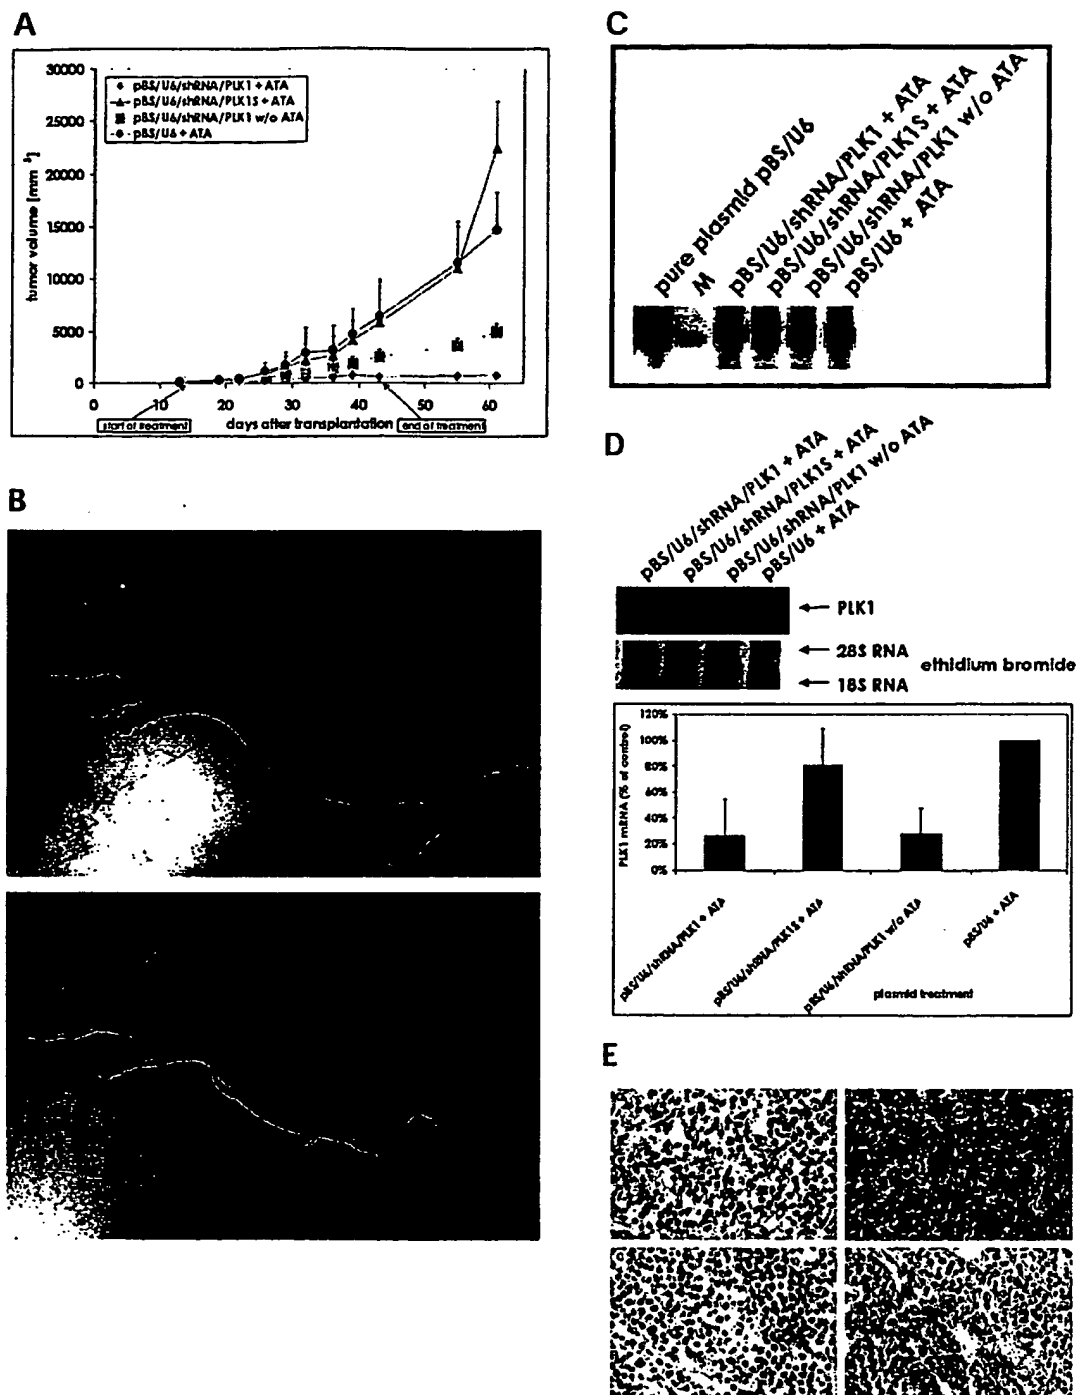 A
30000
25000
20000
15000
10000
5000
0
tumor volume [mm³]
pBS/U6/shRNA/PLK1 + ATA
pBS/U6/shRNA/PLK1S + ATA
pBS/U6/shRNA/PLK1 w/o ATA
pBS/U6 + ATA
0 10 20 30 40 50 60
start of treatment
days after transplantation
end of treatment
B
C
pure plasmid pBS/U6
M
pBS/U6/shRNA/PLK1 + ATA
pBS/U6/shRNA/PLK1S + ATA
pBS/U6/shRNA/PLK1 w/o ATA
pBS/U6 + ATA
D
pBS/U6/shRNA/PLK1 + ATA
pBS/U6/shRNA/PLK1S + ATA
pBS/U6/shRNA/PLK1 w/o ATA
pBS/U6 + ATA
PLK1
28S RNA
ethidium bromide
18S RNA
PLK1 mRNA (% of control)
120%
100%
80%
60%
40%
20%
0%
pBS/U6/shRNA/PLK1 + ATA
pBS/U6/shRNA/PLK1S + ATA
pBS/U6/shRNA/PLK1 w/o ATA
pBS/U6 + ATA
plasmid treatment
E